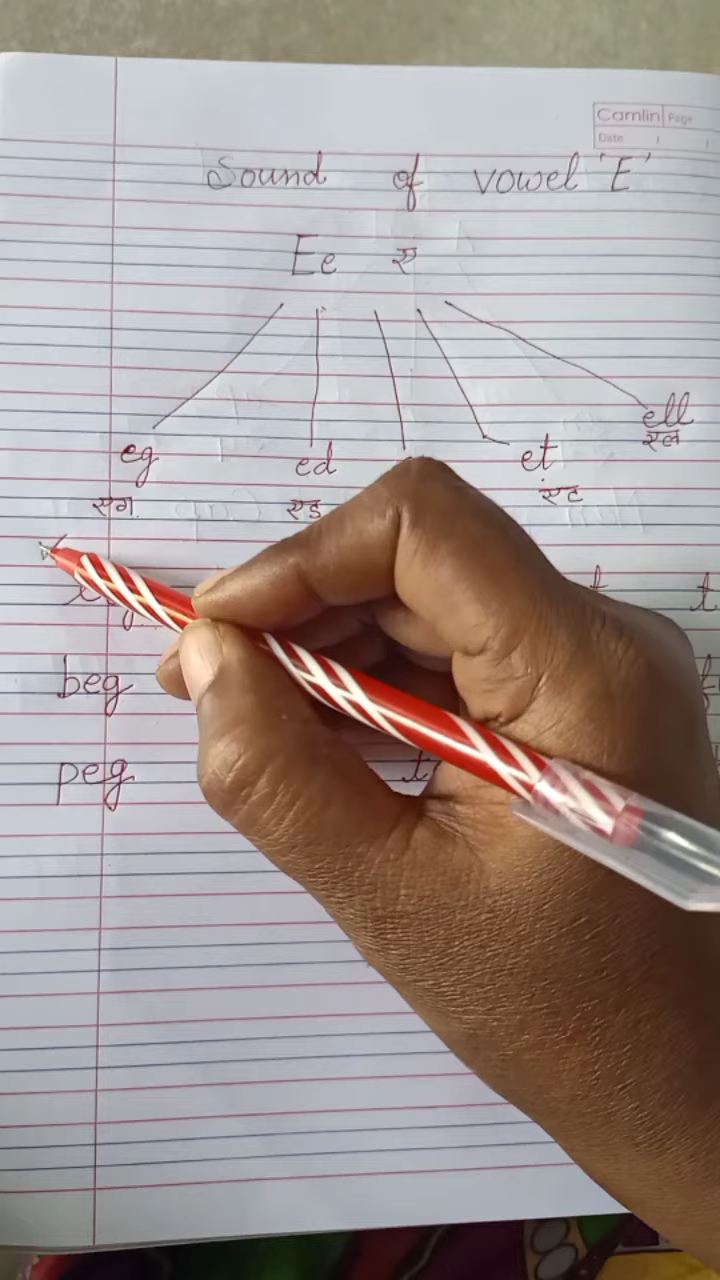 Camlin Page
Date
Sound of vowel 'E'
Ee ए
ell
एल
eg ed et
एग एड एट
beg
peg